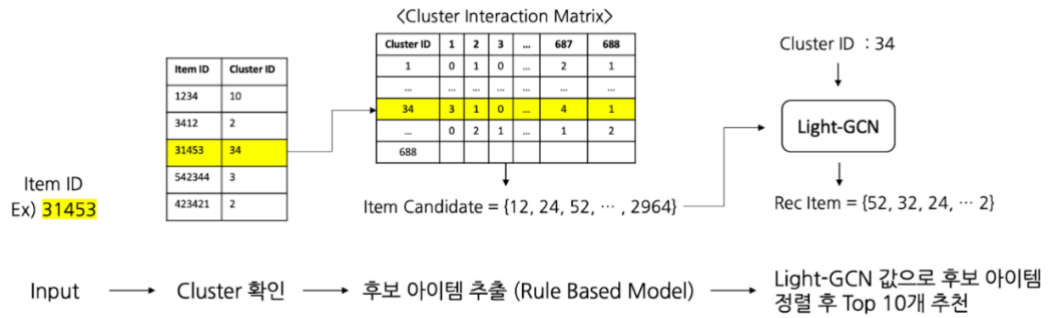 <Cluster Interaction Matrix>
Cluster ID 1 2 3 ... 687 688
1 0 1 0 ... 2 1
... ... ... ... ... ... ...
34 3 1 0 ... 4 1
... 0 2 1 ... 1 2
688
Item ID Cluster ID
1234 10
3412 2
31453 34
542344 3
423421 2
Item ID
Ex) 31453
Item Candidate = {12, 24, 52, ⋯ , 2964}
Cluster ID : 34
Light-GCN
Rec Item = {52, 32, 24, ⋯ 2}
Input
Cluster 확인
후보 아이템 추출 (Rule Based Model)
Light-GCN 값으로 후보 아이템
정렬 후 Top 10개 추천